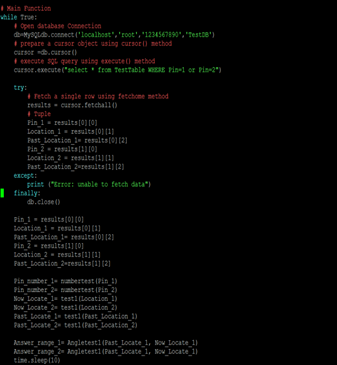 # Main Function
while True:
# Open database Connection
db=MySQLdb.connect('localhost','root','1234567890','TestDB')
# prepare a cursor object using cursor() method
cursor =db.cursor()
# execute SQL query using execute() method
cursor.execute("select * from TestTable WHERE Pin=1 or Pin=2")
try:
# Fetch a single row using fetchome method
results = cursor.fetchall()
# Tuple
Pin_1 = results[0][0]
Location_1 = results[0][1]
Past_Location_1= results[0][2]
Pin_2 = results[1][0]
Location_2 = results[1][1]
Past_Location_2=results[1][2]
except:
print ("Error: unable to fetch data")
finally:
db.close()
Pin_1 = results[0][0]
Location_1 = results[0][1]
Past_Location_1= results[0][2]
Pin_2 = results[1][0]
Location_2 = results[1][1]
Past_Location_2=results[1][2]
Pin_number_1= numbertest(Pin_1)
Pin_number_2= numbertest(Pin_2)
Now_Locate_1= test1(Location_1)
Now_Locate_2= test1(Location_2)
Past_Locate_1= test1(Past_Location_1)
Past_Locate_2= test1(Past_Location_2)
Answer_range_1= Angletest1(Past_Locate_1, Now_Locate_1)
Answer_range_2= Angletest1(Past_Locate_1, Now_Locate_1)
time.sleep(10)